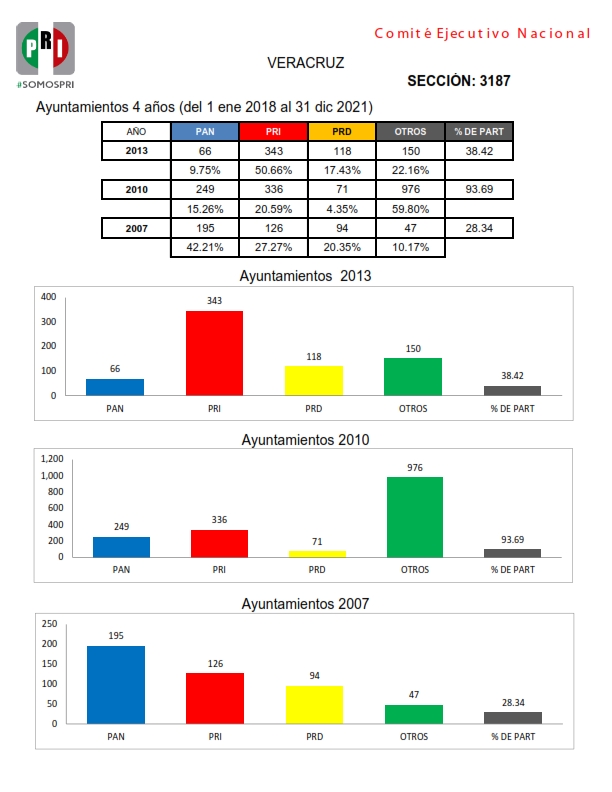 Comité Ejecutivo Nacional
PRI
#SOMOSPRI
VERACRUZ
SECCIÓN: 3187
Ayuntamientos 4 años (del 1 ene 2018 al 31 dic 2021)
AÑO PAN PRI PRD OTROS % DE PART
2013 66 343 118 150 38.42
9.75% 50.66% 17.43% 22.16%
2010 249 336 71 976 93.69
15.26% 20.59% 4.35% 59.80%
2007 195 126 94 47 28.34
42.21% 27.27% 20.35% 10.17%
Ayuntamientos 2013
400
300
200
100
0
66 343 118 150 38.42
PAN PRI PRD OTROS % DE PART
Ayuntamientos 2010
1,200
1,000
800
600
400
200
0
249 336 71 976 93.69
PAN PRI PRD OTROS % DE PART
Ayuntamientos 2007
250
200
150
100
50
0
195 126 94 47 28.34
PAN PRI PRD OTROS % DE PART